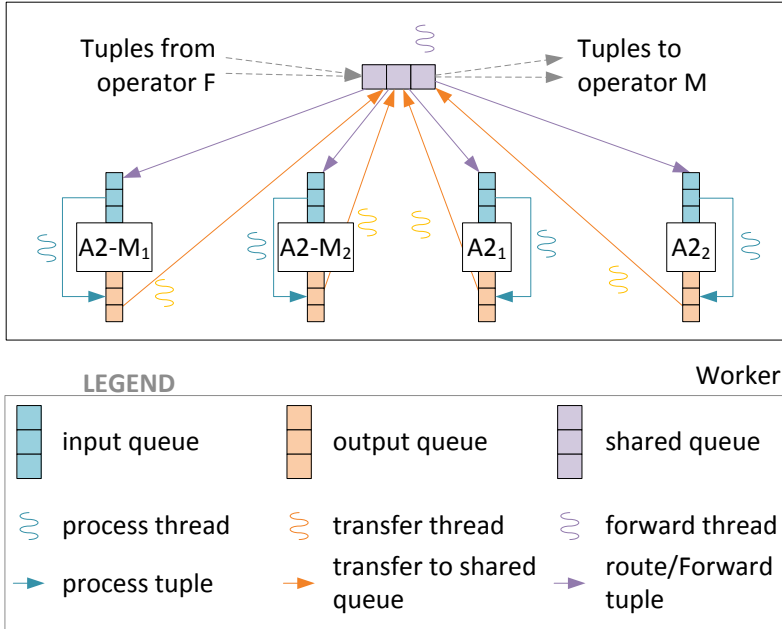 Tuples from
operator F
Tuples to
operator M
A2-M₁
A2-M₂
A2₁
A2₂
Worker
LEGEND
input queue
output queue
shared queue
process thread
transfer thread
forward thread
process tuple
transfer to shared
queue
route/Forward
tuple